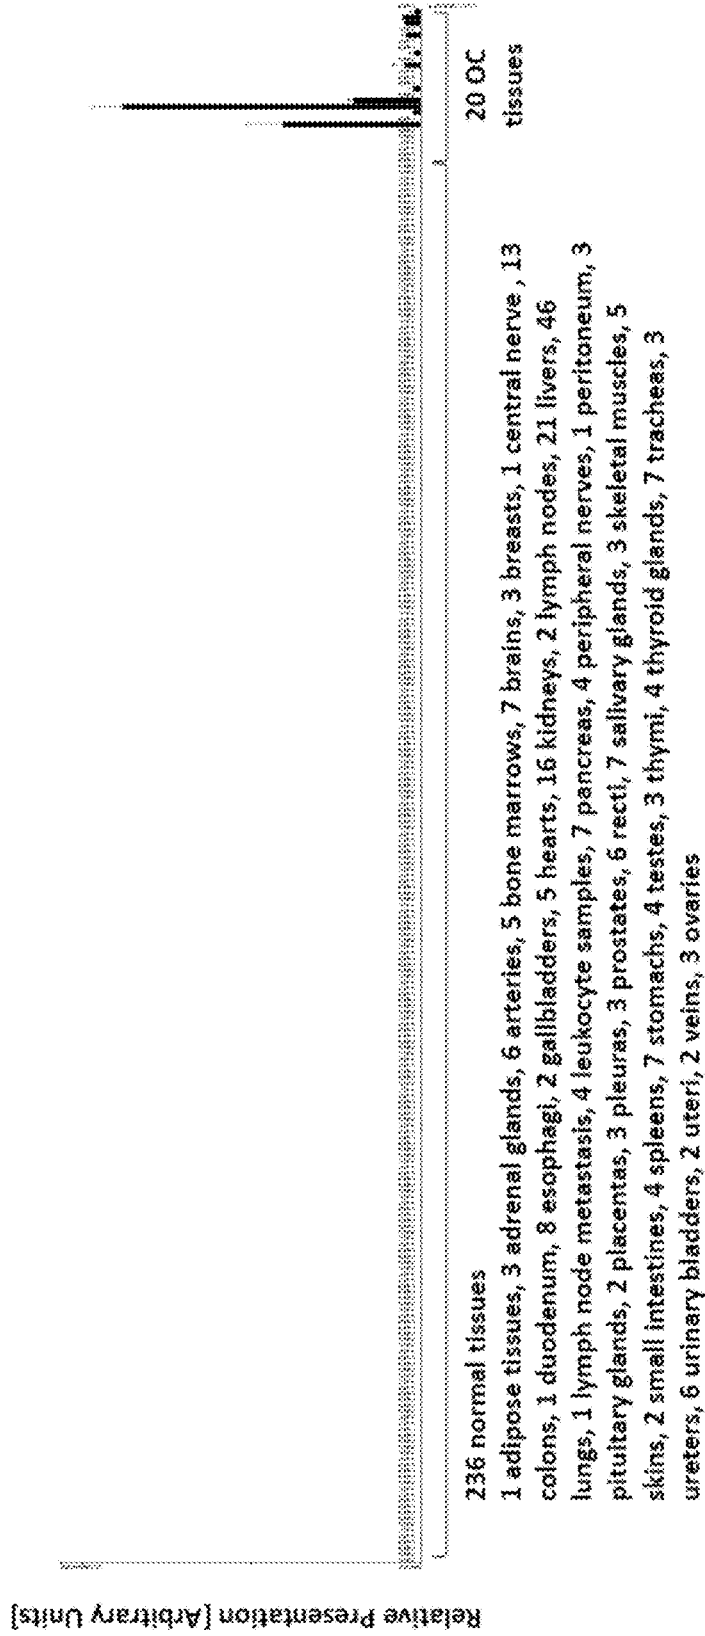 Relative Presentation [Arbitrary Units]
236 normal tissues
20 OC
tissues
1 adipose tissues, 3 adrenal glands, 6 arteries, 5 bone marrows, 7 brains, 3 breasts, 1 central nerve , 13
colons, 1 duodenum, 8 esophagi, 2 gallbladders, 5 hearts, 16 kidneys, 2 lymph nodes, 21 livers, 46
lungs, 1 lymph node metastasis, 4 leukocyte samples, 7 pancreas, 4 peripheral nerves, 1 peritoneum, 3
pituitary glands, 2 placentas, 3 pleuras, 3 prostates, 6 recti, 7 salivary glands, 3 skeletal muscles, 5
skins, 2 small intestines, 4 spleens, 7 stomachs, 4 testes, 3 thymi, 4 thyroid glands, 7 tracheas, 3
ureters, 6 urinary bladders, 2 uteri, 2 veins, 3 ovaries